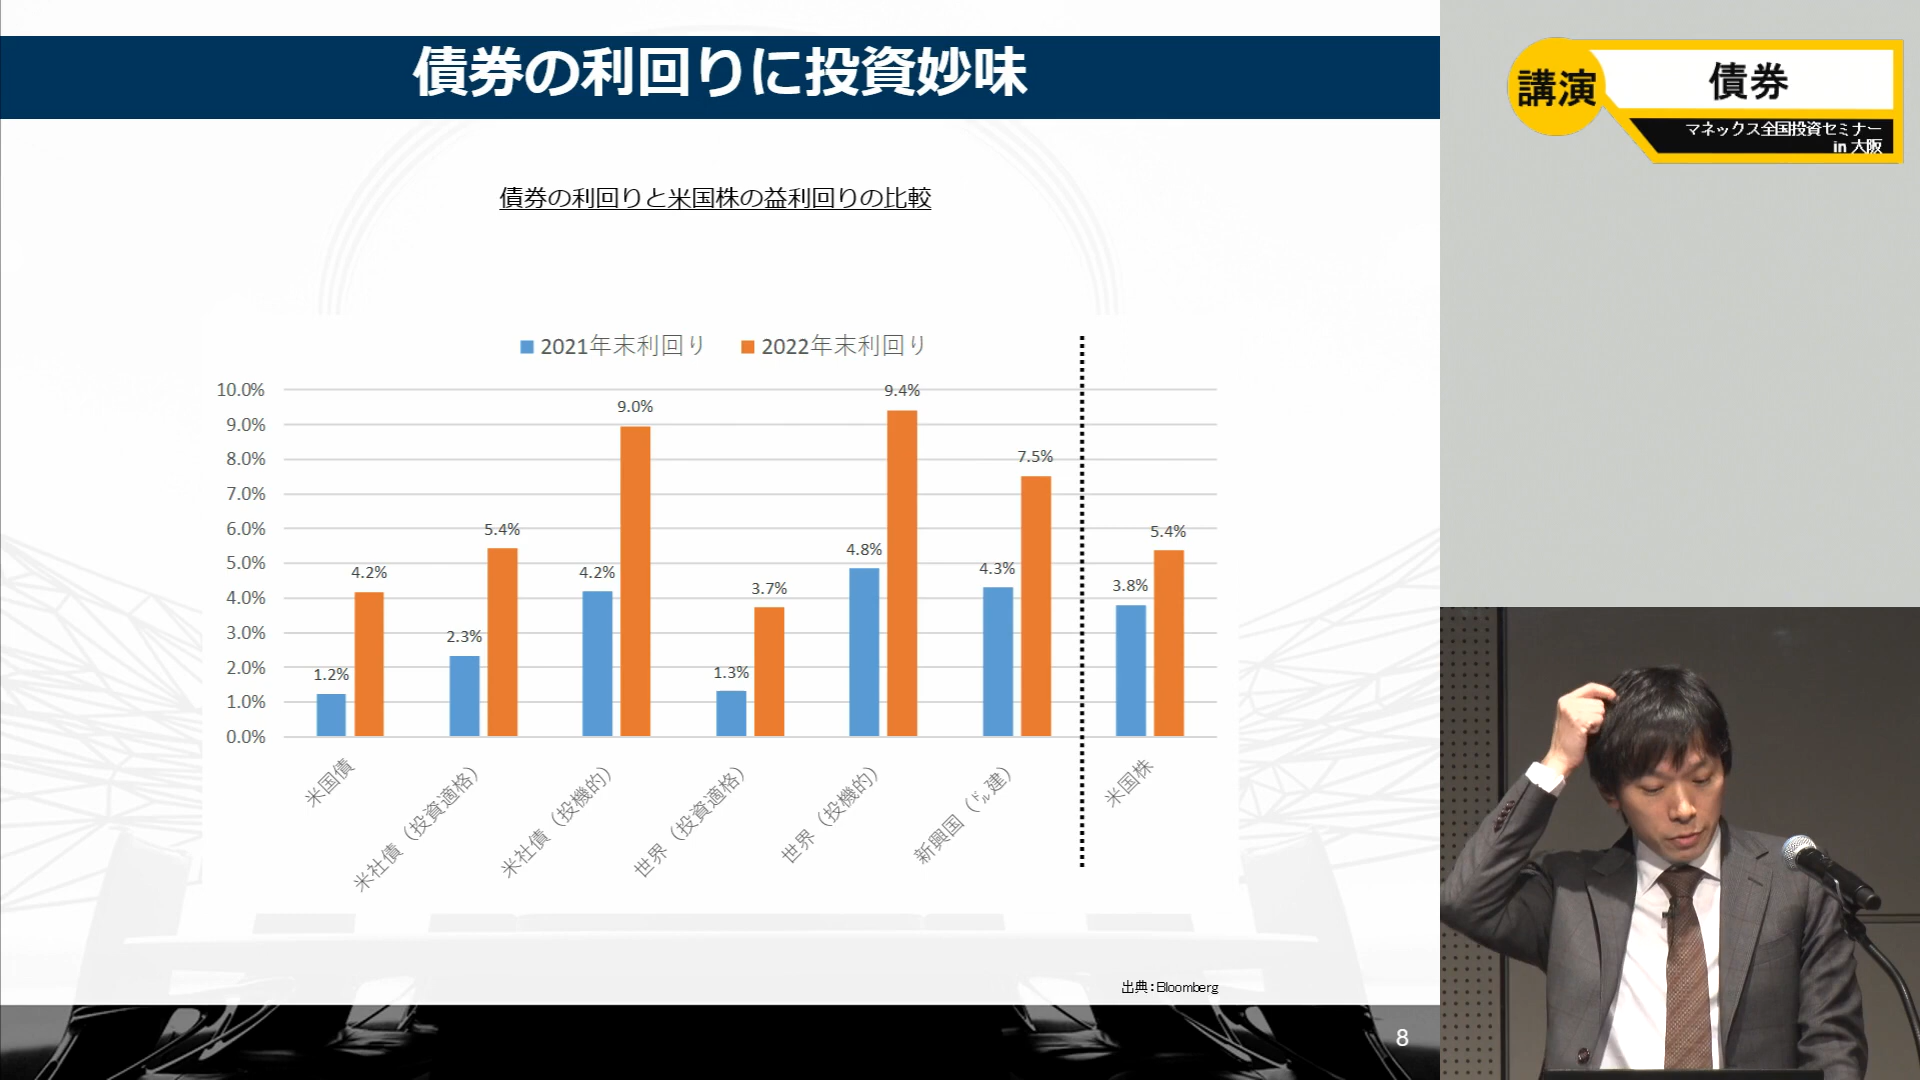 債券の利回りに投資妙味
債券の利回りと米国株の益利回りの比較
2021年末利回り 2022年末利回り
10.0%
9.0%
8.0%
7.0%
6.0%
5.0%
4.0%
3.0%
2.0%
1.0%
0.0%
1.2%
4.2%
2.3%
5.4%
4.2%
9.0%
1.3%
3.7%
4.8%
9.4%
4.3%
7.5%
3.8%
5.4%
米国債
米社債（投資適格）
米社債（投機的）
世界（投資適格）
世界（投機的）
新興国（㌦建）
米国株
出典：Bloomberg
8
講演
債券
マネックス全国投資セミナー
in 大阪